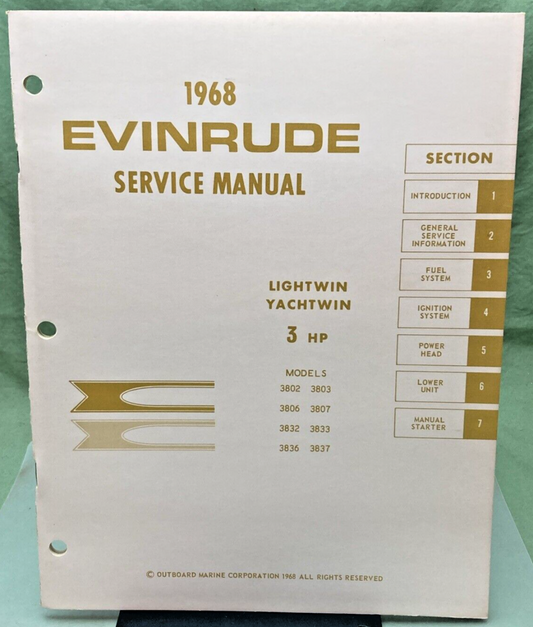 1968
EVINRUDE
SERVICE MANUAL
LIGHTWIN
YACHTWIN
3 HP
MODELS
3802 3803
3806 3807
3832 3833
3836 3837
SECTION
INTRODUCTION 1
GENERAL
SERVICE 2
INFORMATION
FUEL
SYSTEM 3
IGNITION
SYSTEM 4
POWER
HEAD 5
LOWER
UNIT 6
MANUAL
STARTER 7
© OUTBOARD MARINE CORPORATION 1968 ALL RIGHTS RESERVED